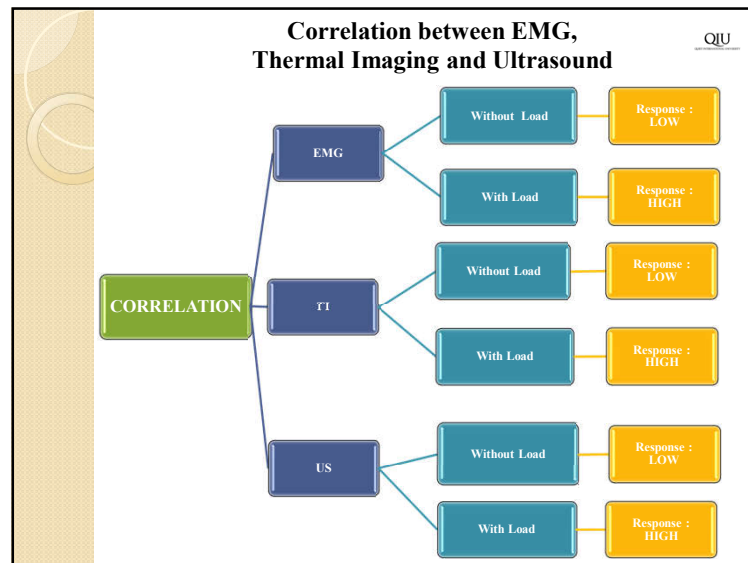 Correlation between EMG,
Thermal Imaging and Ultrasound
QIU
CORRELATION
EMG
Without Load
Response :
LOW
With Load
Response :
HIGH
TI
Without Load
Response :
LOW
With Load
Response :
HIGH
US
Without Load
Response :
LOW
With Load
Response :
HIGH